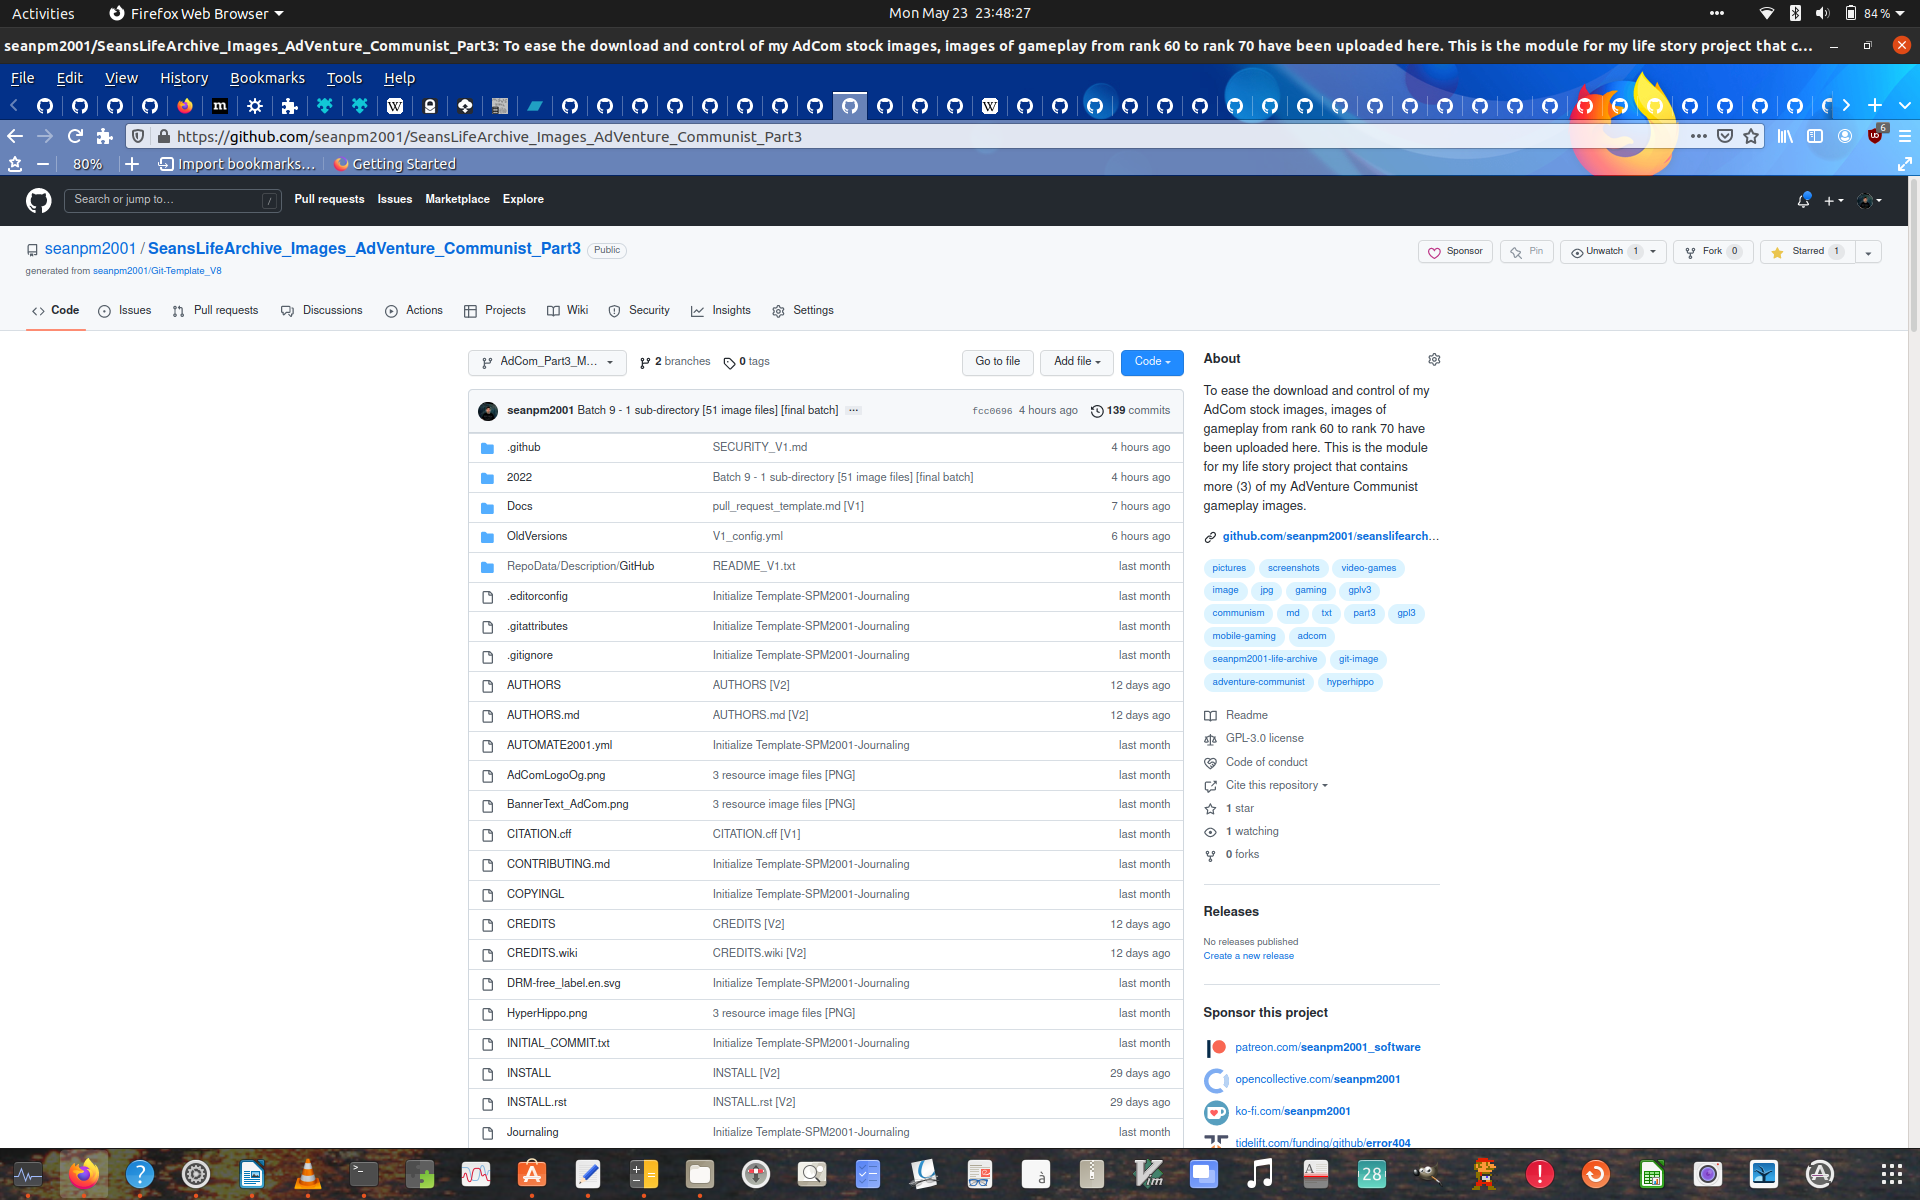 Activities
Firefox Web Browser
Mon May 23 23:48:27
84 %
seanpm2001/SeansLifeArchive_Images_AdVenture_Communist_Part3: To ease the download and control of my AdCom stock images, images of gameplay from rank 60 to rank 70 have been uploaded here. This is the module for my life story project that c...
File Edit View History Bookmarks Tools Help
https://github.com/seanpm2001/SeansLifeArchive_Images_AdVenture_Communist_Part3
6
80%
Import bookmarks...
Getting Started
Search or jump to...
/
Pull requests Issues Marketplace Explore
seanpm2001 / SeansLifeArchive_Images_AdVenture_Communist_Part3 Public
generated from seanpm2001/Git-Template_V8
Sponsor
Pin
Unwatch 1
Fork 0
Starred 1
Code
Issues
Pull requests
Discussions
Actions
Projects
Wiki
Security
Insights
Settings
AdCom_Part3_M...
2 branches
0 tags
Go to file
Add file
Code
seanpm2001 Batch 9 - 1 sub-directory [51 image files] [final batch] ...
fcc0696 4 hours ago
139 commits
.github SECURITY_V1.md 4 hours ago
2022 Batch 9 - 1 sub-directory [51 image files] [final batch] 4 hours ago
Docs pull_request_template.md [V1] 7 hours ago
OldVersions V1_config.yml 6 hours ago
RepoData/Description/GitHub README_V1.txt last month
.editorconfig Initialize Template-SPM2001-Journaling last month
.gitattributes Initialize Template-SPM2001-Journaling last month
.gitignore Initialize Template-SPM2001-Journaling last month
AUTHORS AUTHORS [V2] 12 days ago
AUTHORS.md AUTHORS.md [V2] 12 days ago
AUTOMATE2001.yml Initialize Template-SPM2001-Journaling last month
AdComLogoOg.png 3 resource image files [PNG] last month
BannerText_AdCom.png 3 resource image files [PNG] last month
CITATION.cff CITATION.cff [V1] last month
CONTRIBUTING.md Initialize Template-SPM2001-Journaling last month
COPYINGL Initialize Template-SPM2001-Journaling last month
CREDITS CREDITS [V2] 12 days ago
CREDITS.wiki CREDITS.wiki [V2] 12 days ago
DRM-free_label.en.svg Initialize Template-SPM2001-Journaling last month
HyperHippo.png 3 resource image files [PNG] last month
INITIAL_COMMIT.txt Initialize Template-SPM2001-Journaling last month
INSTALL INSTALL [V2] 29 days ago
INSTALL.rst INSTALL.rst [V2] 29 days ago
Journaling Initialize Template-SPM2001-Journaling last month
About
To ease the download and control of my
AdCom stock images, images of
gameplay from rank 60 to rank 70 have
been uploaded here. This is the module
for my life story project that contains
more (3) of my AdVenture Communist
gameplay images.
github.com/seanpm2001/seanslifearch...
pictures screenshots video-games
image jpg gaming gplv3
communism md txt part3 gpl3
mobile-gaming adcom
seanpm2001-life-archive git-image
adventure-communist hyperhippo
Readme
GPL-3.0 license
Code of conduct
Cite this repository
1 star
1 watching
0 forks
Releases
No releases published
Create a new release
Sponsor this project
patreon.com/seanpm2001_software
opencollective.com/seanpm2001
ko-fi.com/seanpm2001
tidelift.com/funding/github/error404
28